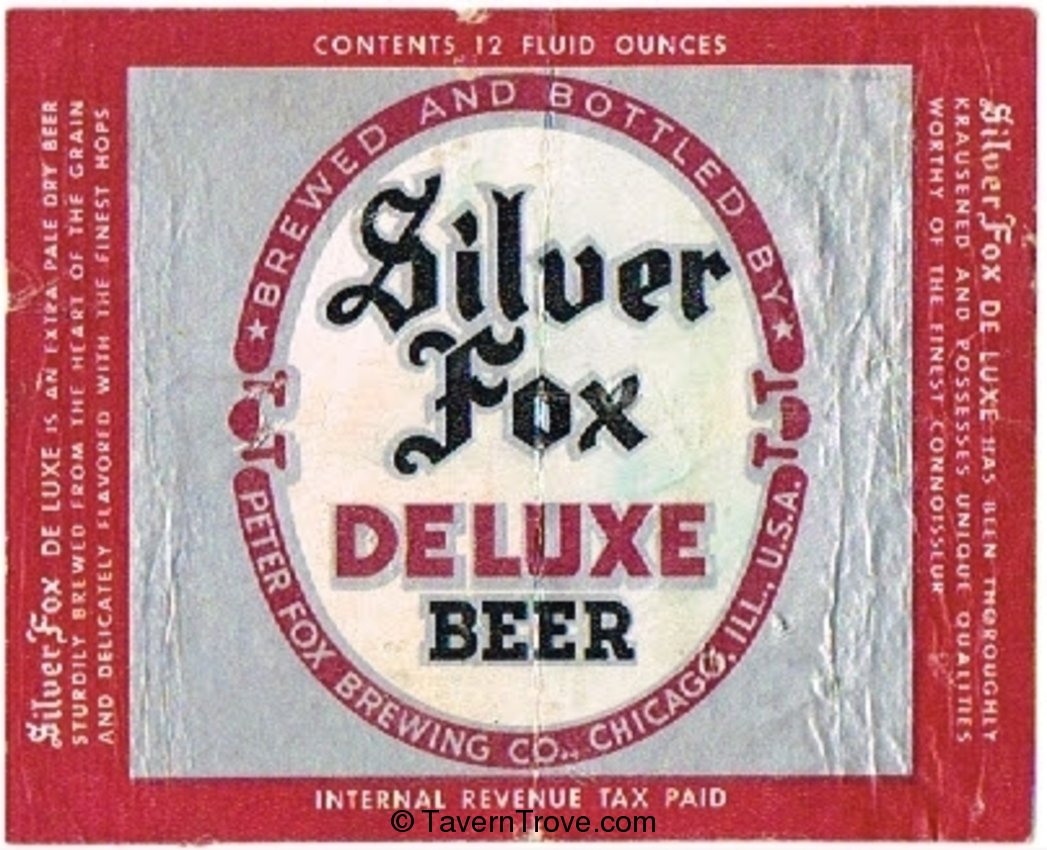 CONTENTS 12 FLUID OUNCES
★ BREWED AND BOTTLED BY ★
Silver
Fox
DELUXE
BEER
PETER FOX BREWING CO., CHICAGO, ILL., U.S.A.
INTERNAL REVENUE TAX PAID
Silver Fox DE LUXE IS AN EXTRA PALE DRY BEER
STURDILY BREWED FROM THE HEART OF THE GRAIN
AND DELICATELY FLAVORED WITH THE FINEST HOPS
Silver Fox DE LUXE HAS BEEN THOROUGHLY
KRAUSENED AND POSSESSES UNIQUE QUALITIES
WORTHY OF THE FINEST CONNOISSEUR
© TavernTrove.com